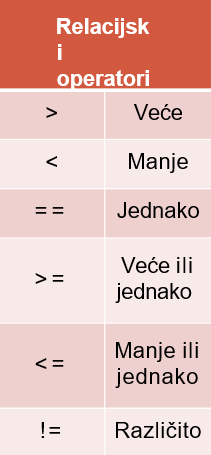 Relacijsk
i
operatori
> Veće
< Manje
== Jednako
>= Veće ili
jednako
<= Manje ili
jednako
!= Različito